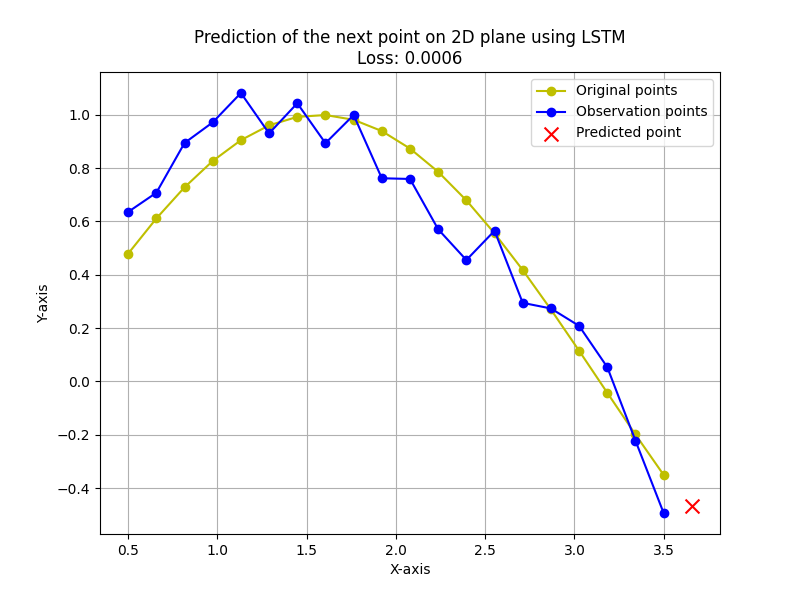 Prediction of the next point on 2D plane using LSTM
Loss: 0.0006
Original points
Observation points
Predicted point
Y-axis
1.0
0.8
0.6
0.4
0.2
0.0
−0.2
−0.4
0.5 1.0 1.5 2.0 2.5 3.0 3.5
X-axis